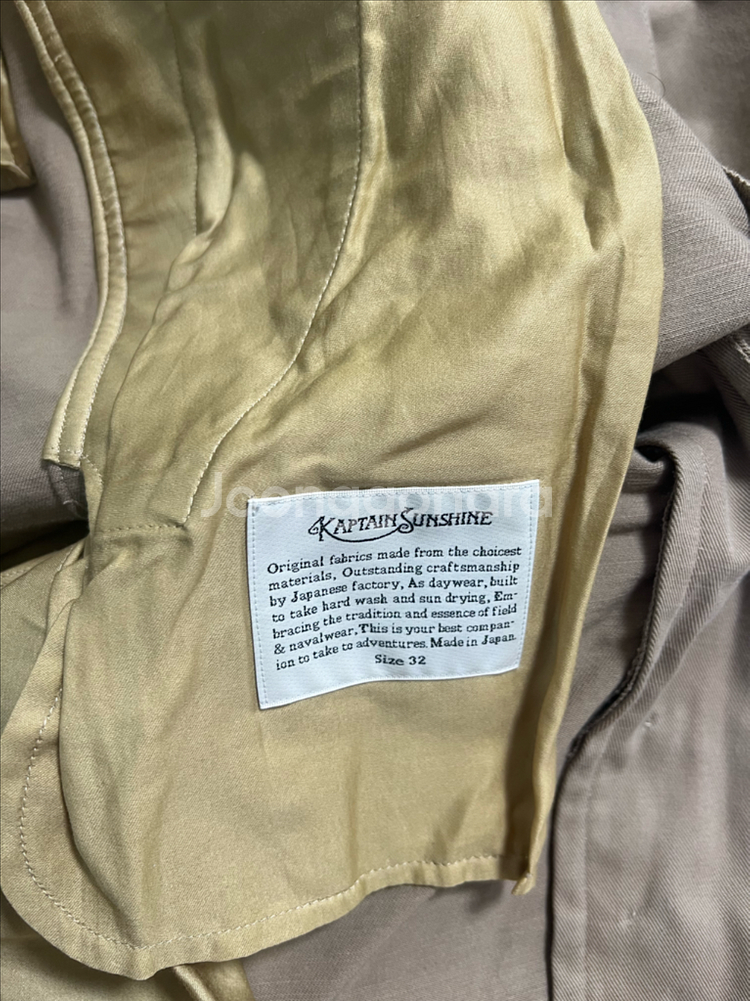 Joonggonara
KAPTAIN SUNSHINE
Original fabrics made from the choicest
materials. Outstanding craftsmanship
by Japanese factory. As daywear, built
to take hard wash and sun drying. Em-
bracing the tradition and essence of field
& navalwear. This is your best compan-
ion to take to adventures. Made in Japan.
Size 32